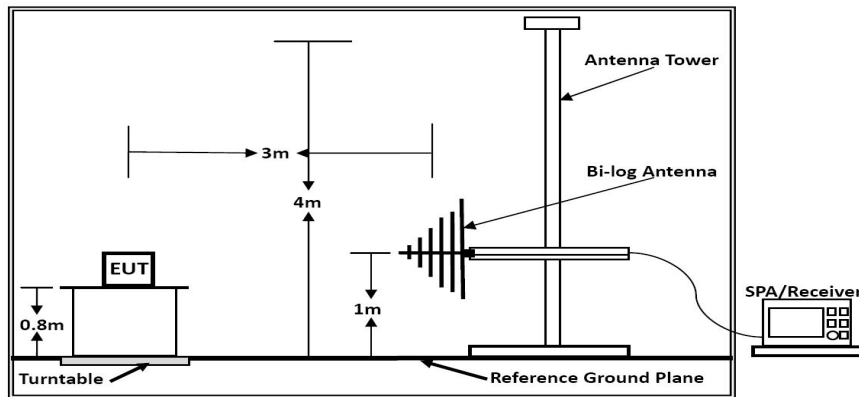 Antenna Tower
3m
Bi-log Antenna
4m
EUT
SPA/Receiver
0.8m
1m
Turntable
Reference Ground Plane